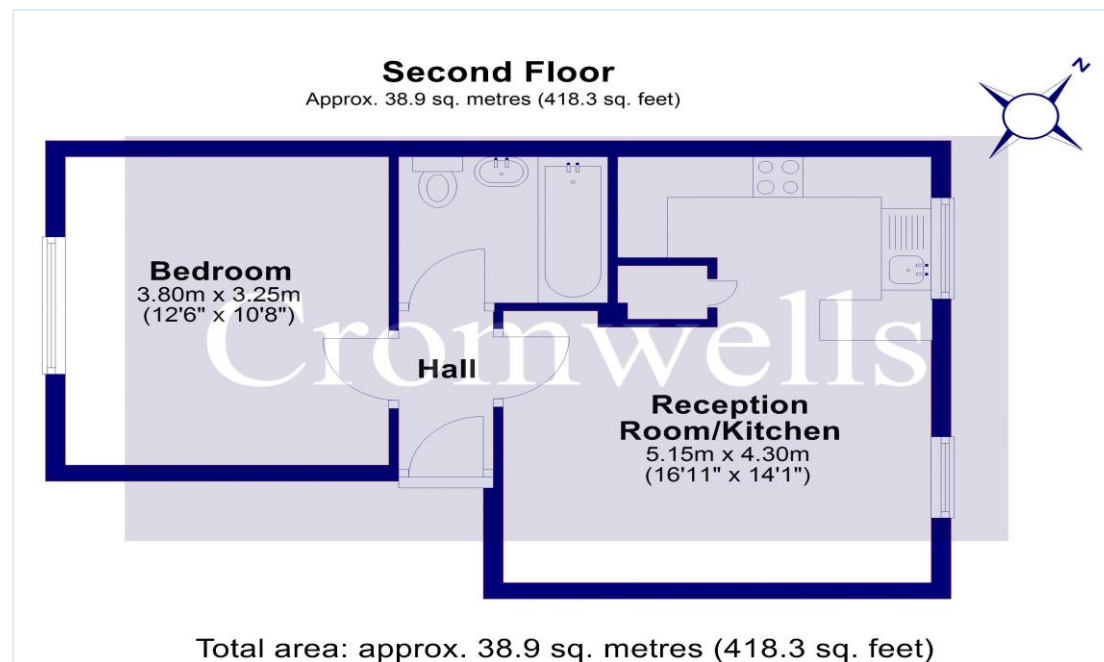 Second Floor
Approx. 38.9 sq. metres (418.3 sq. feet)
N
Bedroom
3.80m x 3.25m
(12'6" x 10'8")
Cromwells
Hall
Reception
Room/Kitchen
5.15m x 4.30m
(16'11" x 14'1")
Total area: approx. 38.9 sq. metres (418.3 sq. feet)